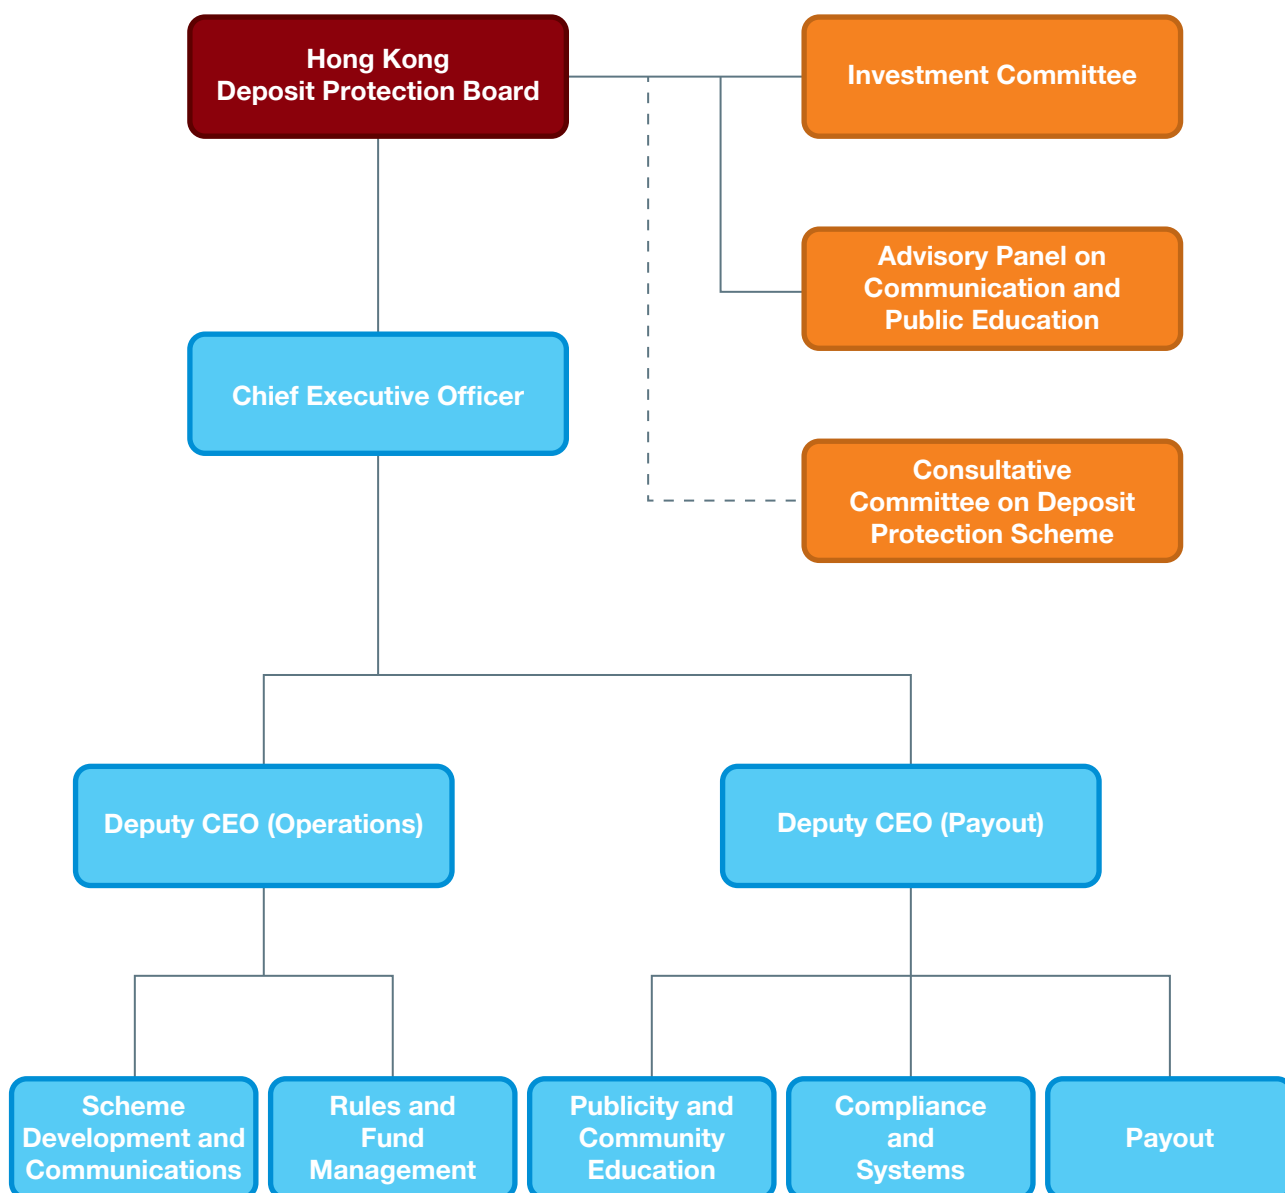 Hong Kong
Deposit Protection Board
Investment Committee
Advisory Panel on
Communication and
Public Education
Chief Executive Officer
Consultative
Committee on Deposit
Protection Scheme
Deputy CEO (Operations)
Deputy CEO (Payout)
Scheme
Development and
Communications
Rules and
Fund
Management
Publicity and
Community
Education
Compliance
and
Systems
Payout